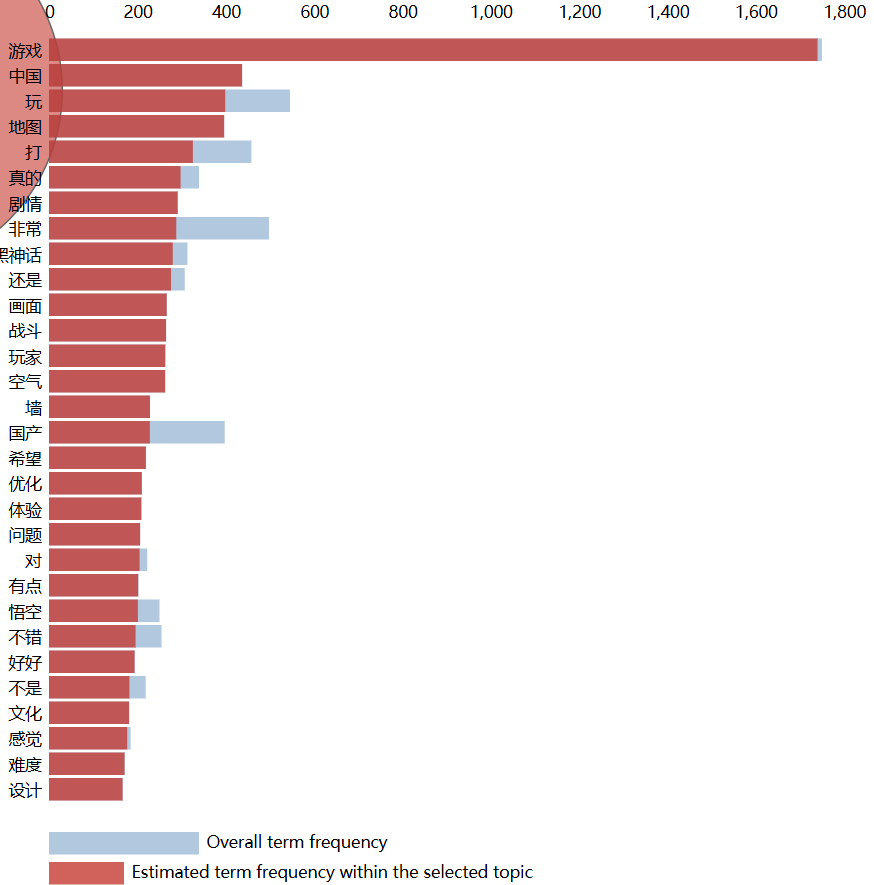 0 200 400 600 800 1,000 1,200 1,400 1,600 1,800
游戏
中国
玩
地图
打
真的
剧情
非常
黑神话
还是
画面
战斗
玩家
空气
墙
国产
希望
优化
体验
问题
对
有点
悟空
不错
好好
不是
文化
感觉
难度
设计
Overall term frequency
Estimated term frequency within the selected topic